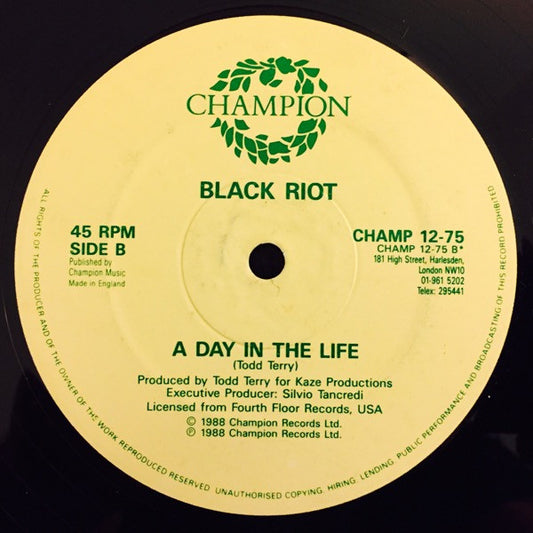 CHAMPION
BLACK RIOT
45 RPM
SIDE B
Published by
Champion Music
Made in England
CHAMP 12-75
CHAMP 12-75 B*
181 High Street, Harlesden,
London NW10
01-961 5202
Telex: 295441
A DAY IN THE LIFE
(Todd Terry)
Produced by Todd Terry for Kaze Productions
Executive Producer: Silvio Tancredi
Licensed from Fourth Floor Records, USA
© 1988 Champion Records Ltd.
℗ 1988 Champion Records Ltd.
ALL RIGHTS OF THE PRODUCER AND OF THE OWNER OF THE WORK REPRODUCED RESERVED. UNAUTHORISED COPYING, HIRING, LENDING, PUBLIC PERFORMANCE AND BROADCASTING OF THIS RECORD PROHIBITED